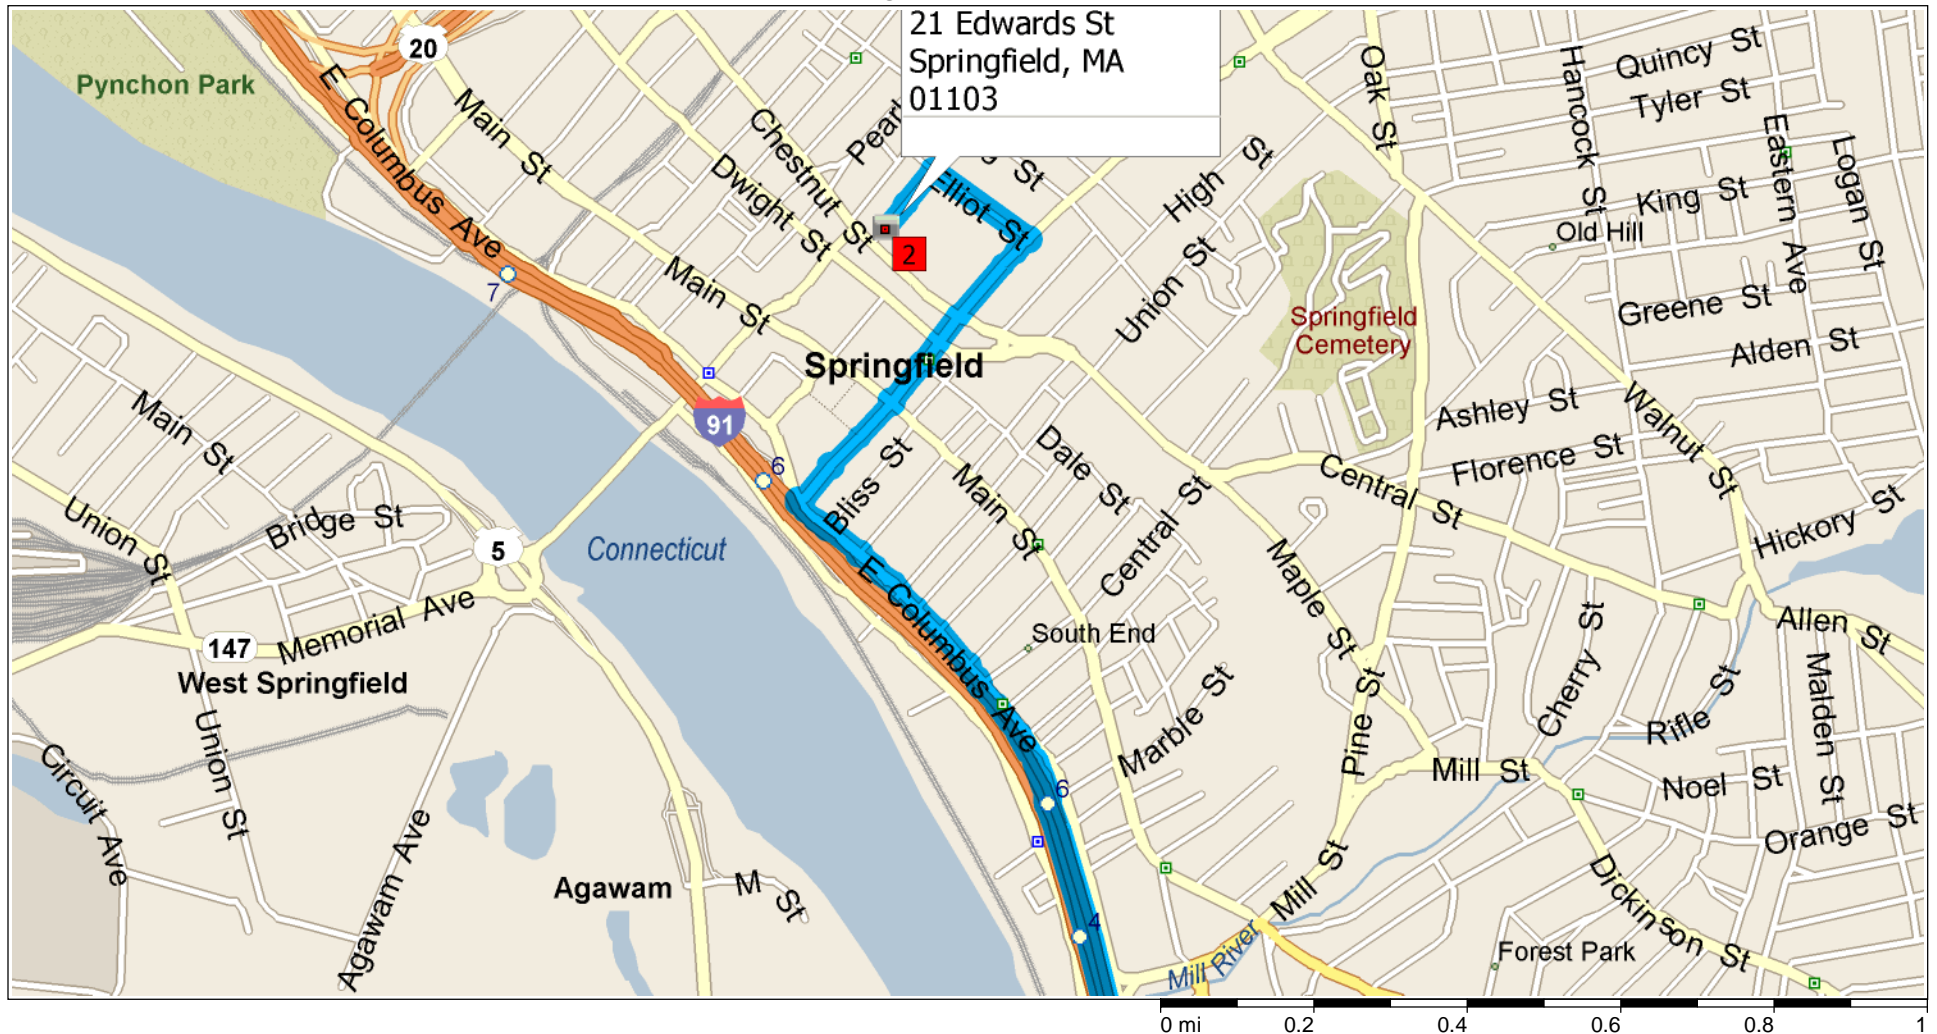 21 Edwards St
Springfield, MA
01103
20
Pynchon Park
E Columbus Ave
Main St
Chestnut St
Pearl
Dwight St
Elliot St
St
High St
Union St
Oak St
Hancock St
Quincy St
Tyler St
Eastern Ave
Logan St
King St
Old Hill
Greene St
Alden St
Springfield
Cemetery
2
7
Main St
Springfield
91
6
Bliss St
Main St
Dale St
Central St
Ashley St
Florence St
Walnut St
Central St
Hickory St
Main St
Union St
Bridge St
5
Connecticut
Memorial Ave
147
West Springfield
E Columbus Ave
South End
Maple St
Cherry St
Allen St
Malden St
Rifle St
Pine St
Marble St
Mill St
Noel St
Orange St
Circuit Ave
Union St
Agawam Ave
Agawam
M St
6
4
Mill St
Mill River
Dickinson St
Forest Park
0 mi 0.2 0.4 0.6 0.8 1